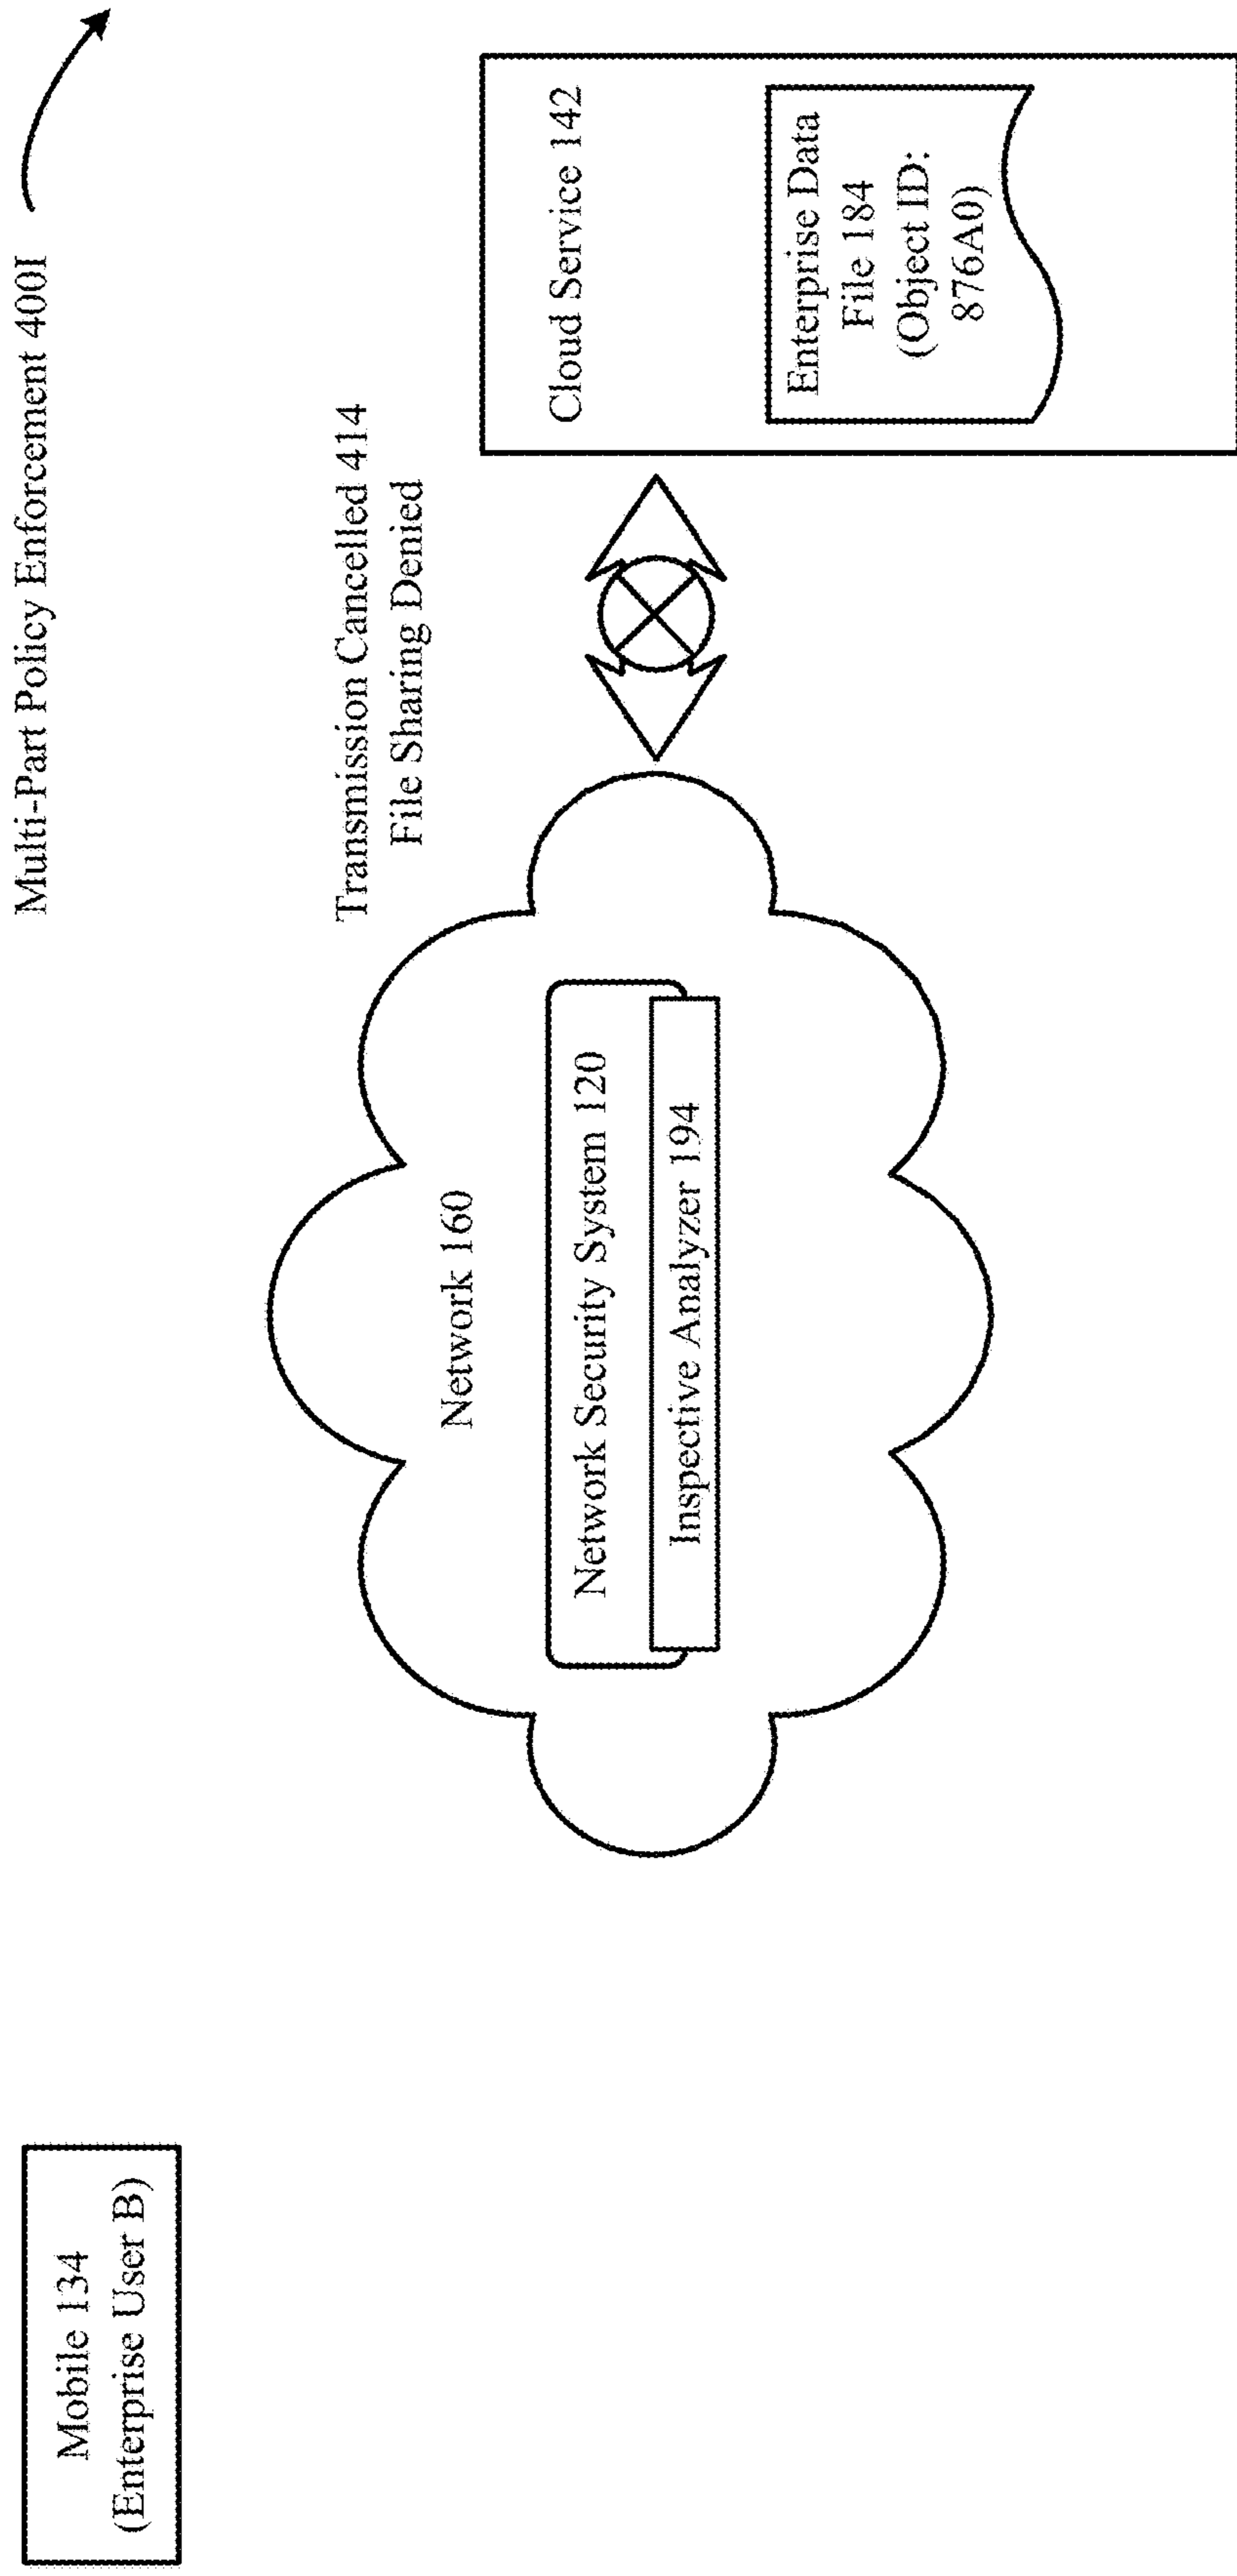 Multi-Part Policy Enforcement 400I
Mobile 134
(Enterprise User B)
Transmission Cancelled 414
File Sharing Denied
Network 160
Network Security System 120
Inspective Analyzer 194
Cloud Service 142
Enterprise Data
File 184
(Object ID:
876A0)